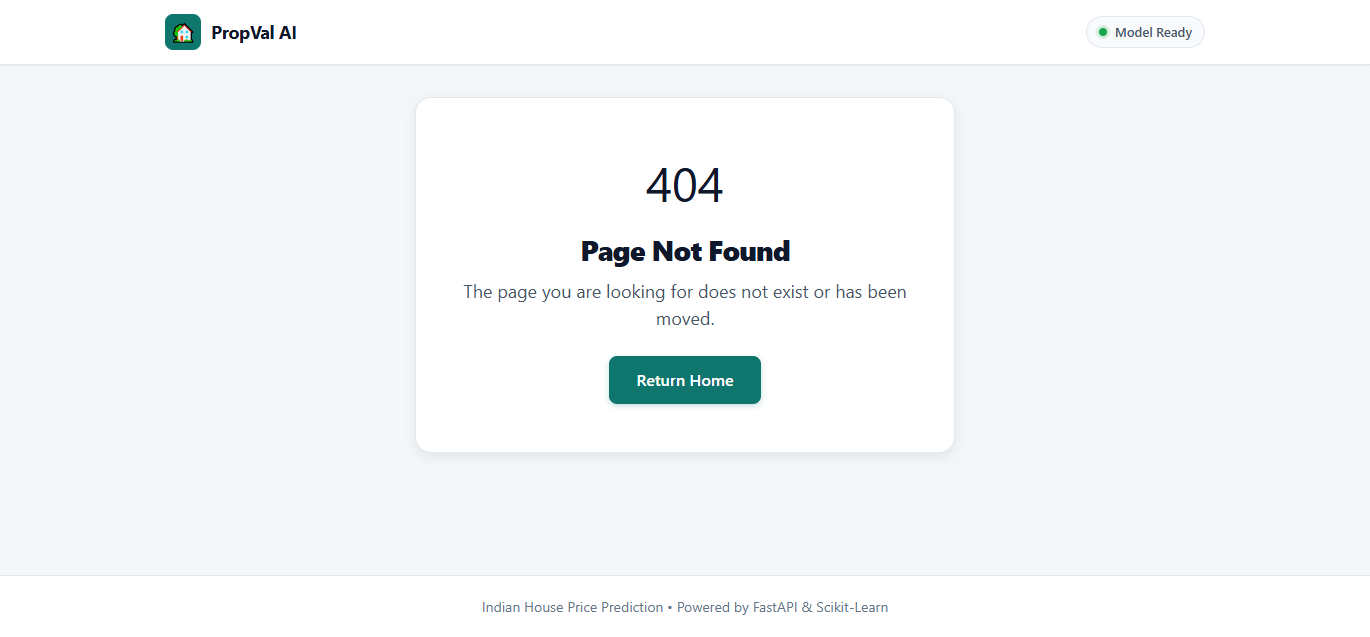 PropVal AI
Model Ready
404
Page Not Found
The page you are looking for does not exist or has been
moved.
Return Home
Indian House Price Prediction • Powered by FastAPI & Scikit-Learn